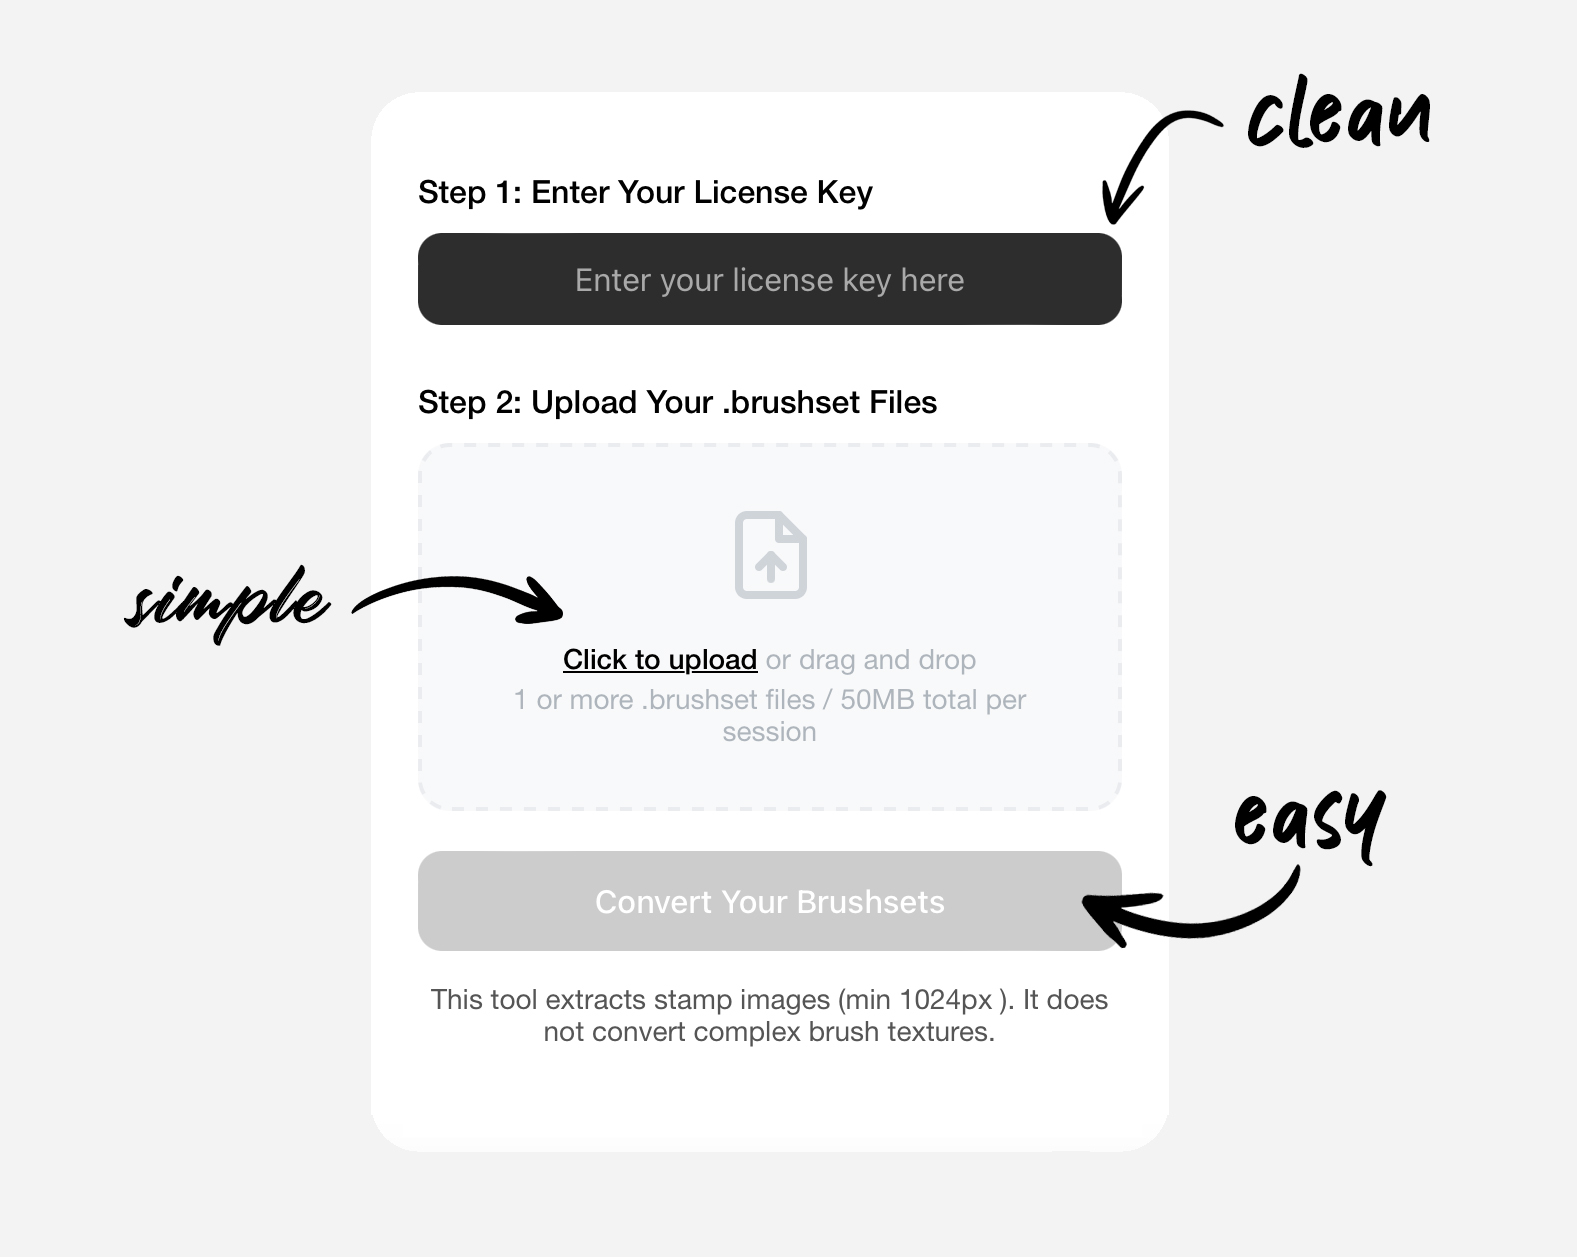 clean
Step 1: Enter Your License Key
Enter your license key here
Step 2: Upload Your .brushset Files
simple
Click to upload or drag and drop
1 or more .brushset files / 50MB total per
session
easy
Convert Your Brushsets
This tool extracts stamp images (min 1024px ). It does
not convert complex brush textures.